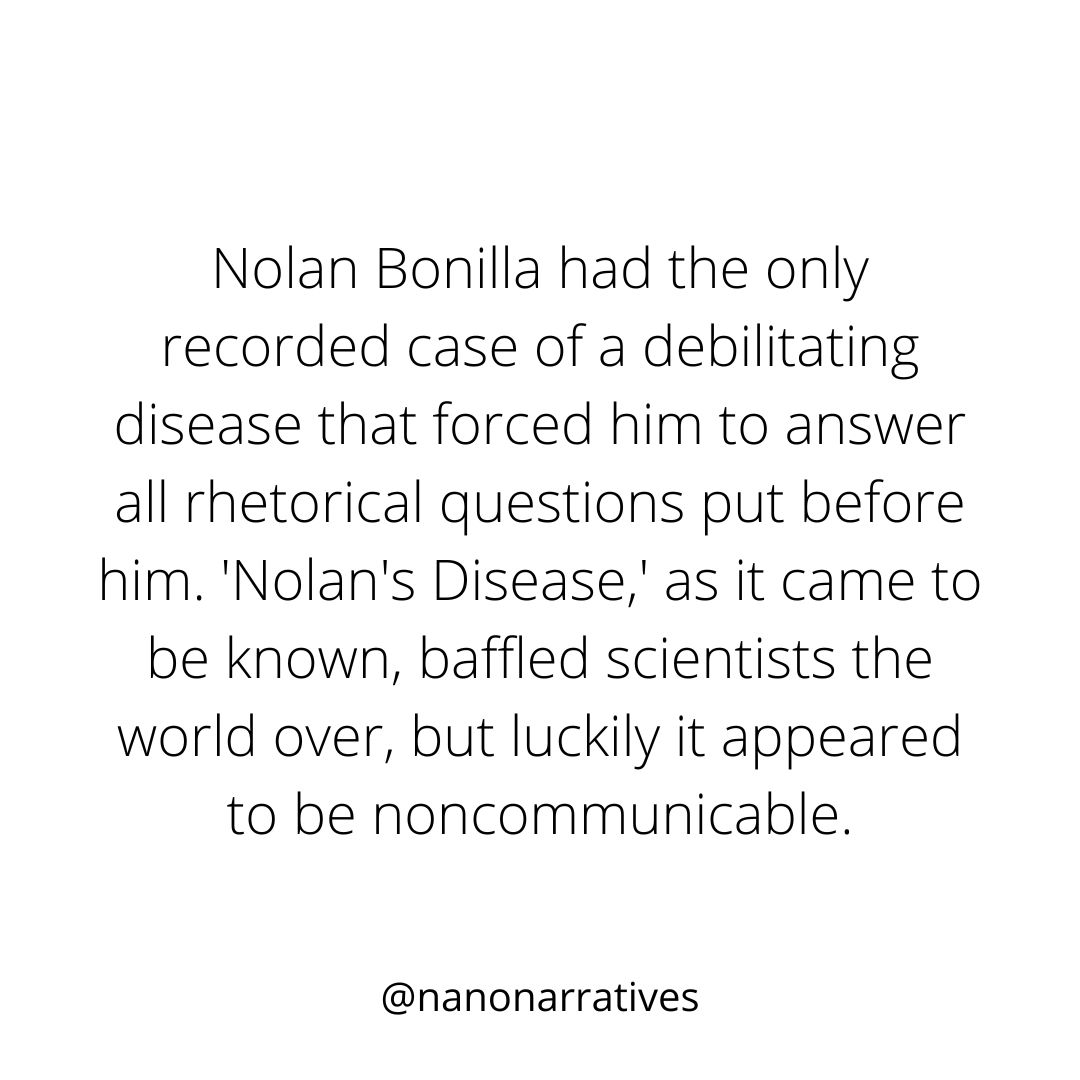 Nolan Bonilla had the only
recorded case of a debilitating
disease that forced him to answer
all rhetorical questions put before
him. 'Nolan's Disease,' as it came to
be known, baffled scientists the
world over, but luckily it appeared
to be noncommunicable.
@nanonarratives